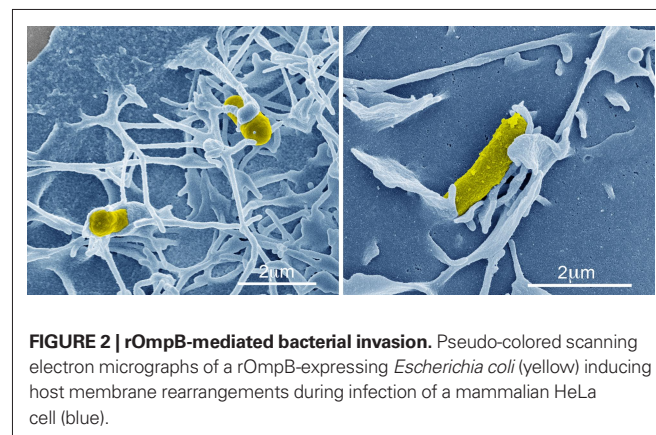 2μm
2μm
FIGURE 2 | rOmpB-mediated bacterial invasion. Pseudo-colored scanning
electron micrographs of a rOmpB-expressing Escherichia coli (yellow) inducing
host membrane rearrangements during infection of a mammalian HeLa
cell (blue).